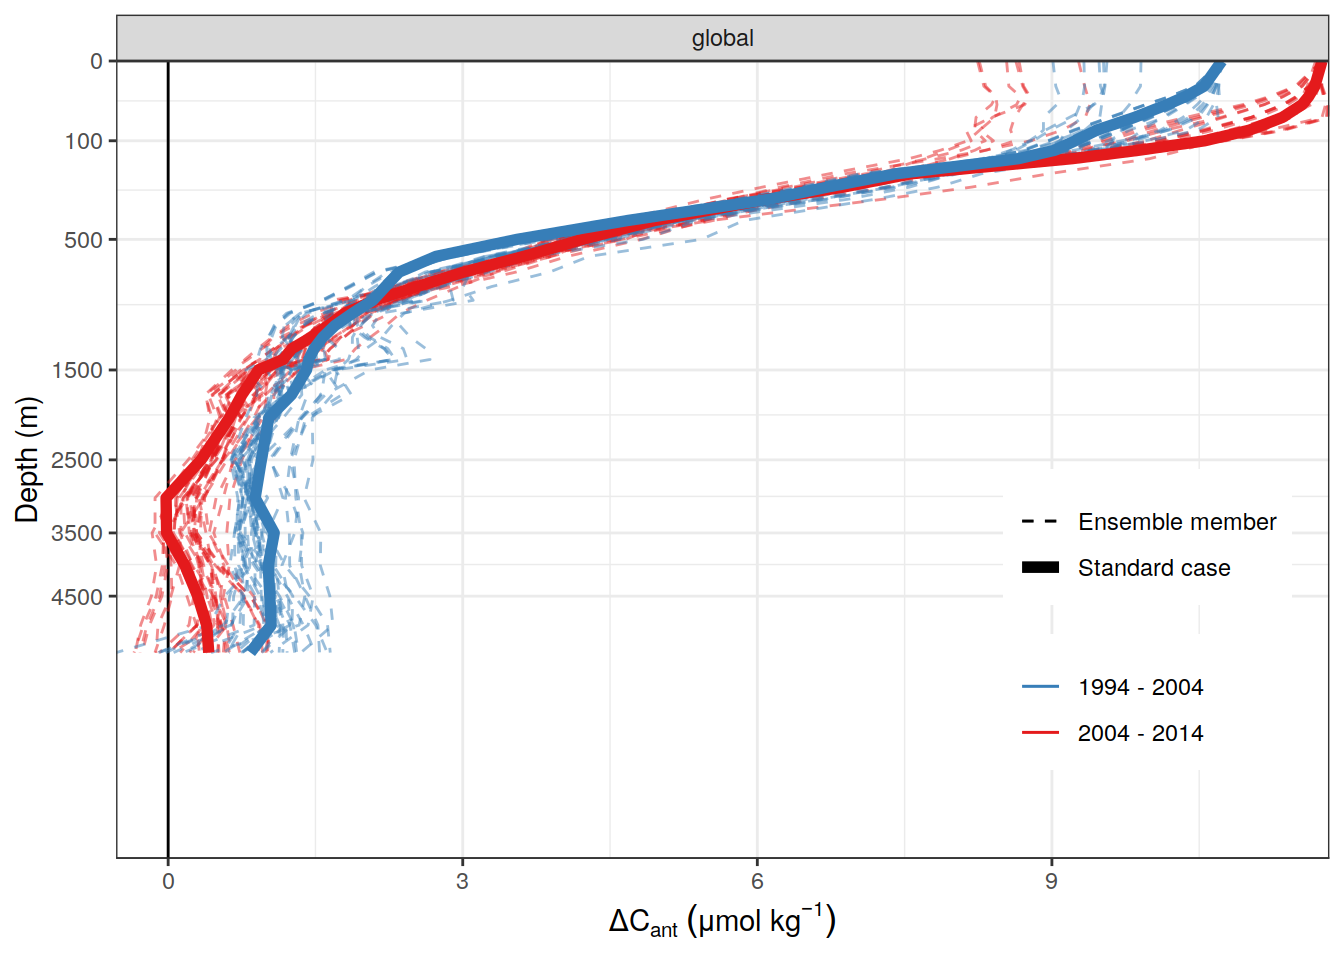 global
0
100
500
1500
2500
3500
4500
Depth (m)
Ensemble member
Standard case
1994 - 2004
2004 - 2014
0 3 6 9
ΔCant (μmol kg−1)